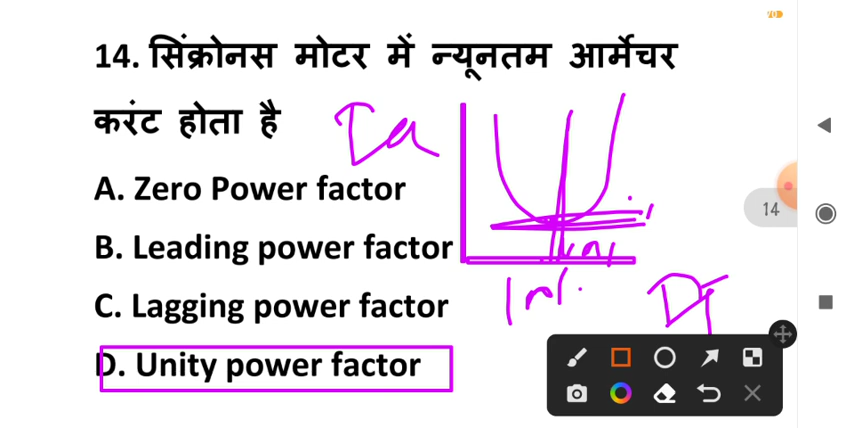 14. सिंक्रोनस मोटर में न्यूनतम आर्मेचर
करंट होता है
Ia
A. Zero Power factor
B. Leading power factor
C. Lagging power factor
D. Unity power factor
14